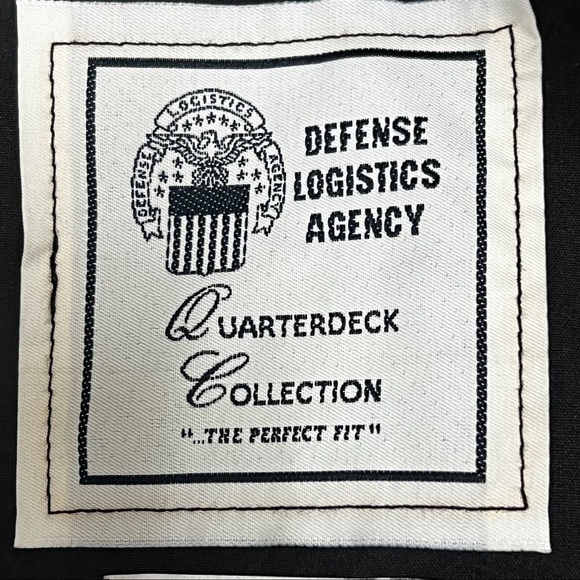 LOGISTICS
DEFENSE
AGENCY
DEFENSE
LOGISTICS
AGENCY
QUARTERDECK
COLLECTION
"...THE PERFECT FIT"